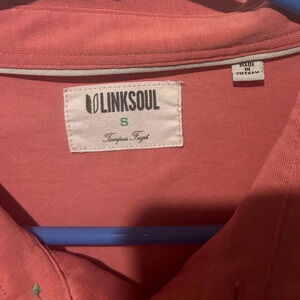 LINKSOUL
S
Tempus Fugit
MADE
IN
VIETNAM